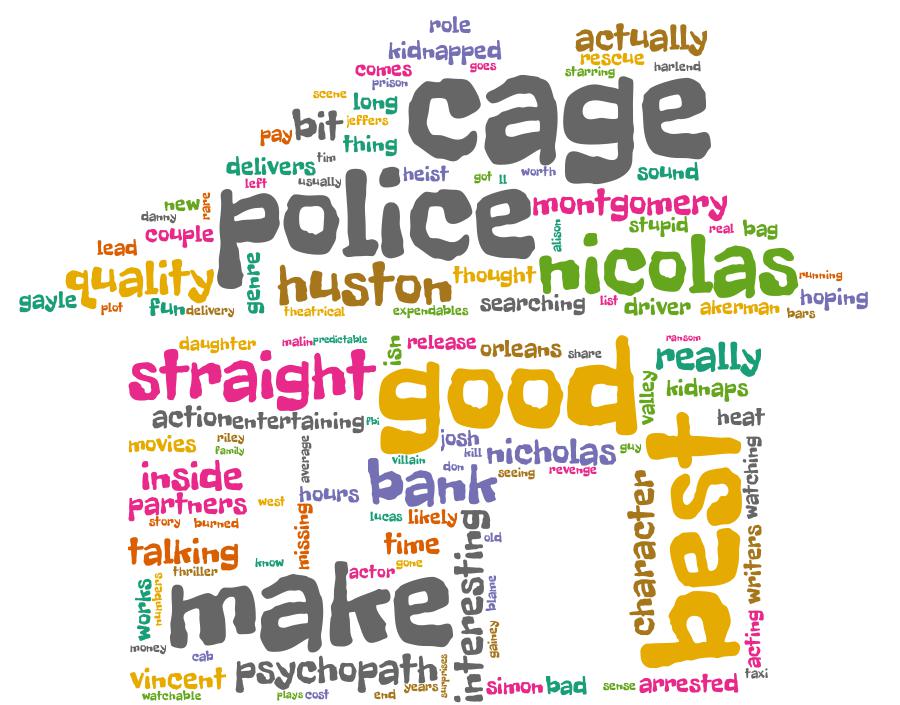 role
kidnapped
actually
comes
goes
rescue
prison
starring
harlend
scene
long
cage
bit
jeffers
pay
thing
tim
delivers
heist
got
ll
worth
sound
left
usually
police
new
rare
montgomery
danny
couple
stupid
real
bag
lead
alison
quality
genre
huston
thought
nicolas
running
gayle
plot
fun
delivery
theatrical
expendables
searching
list
driver
akerman
bars
hoping
daughter
malin
predictable
isn
release
orleans
share
ransom
really
straight
good
valley
kidnaps
action
entertaining
fbi
heat
movies
riley
family
average
josh
kill
nicholas
guy
best
watching
villain
don
seeing
revenge
inside
partners
west
hours
bank
character
story
burned
missing
lucas
likely
interesting
old
talking
time
writers
thriller
know
actor
gone
works
numbers
make
blame
acting
money
cab
gainey
vincent
psychopath
surprises
simon
bad
sense
arrested
taxi
watchable
plays
cost
end
years